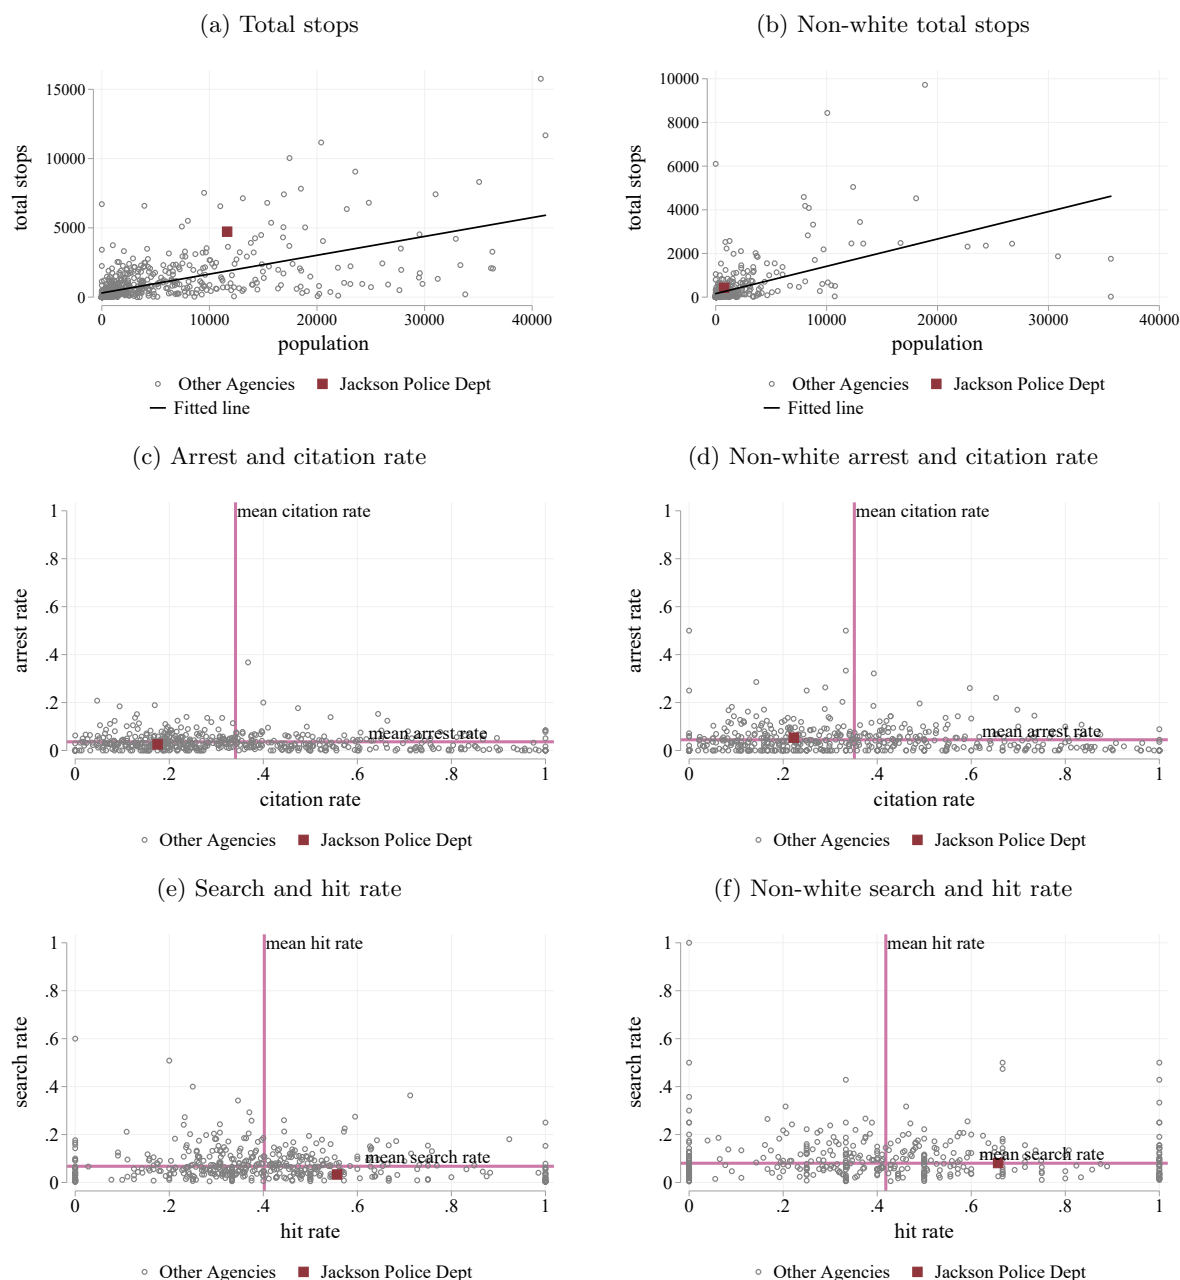 (a) Total stops
(b) Non-white total stops
total stops
15000
10000
5000
0
0 10000 20000 30000 40000
population
Other Agencies Jackson Police Dept
Fitted line
total stops
10000
8000
6000
4000
2000
0
0 10000 20000 30000 40000
population
Other Agencies Jackson Police Dept
Fitted line
(c) Arrest and citation rate
(d) Non-white arrest and citation rate
arrest rate
1
.8
.6
.4
.2
0
mean citation rate
mean arrest rate
0 .2 .4 .6 .8 1
citation rate
Other Agencies Jackson Police Dept
arrest rate
1
.8
.6
.4
.2
0
mean citation rate
mean arrest rate
0 .2 .4 .6 .8 1
citation rate
Other Agencies Jackson Police Dept
(e) Search and hit rate
(f) Non-white search and hit rate
search rate
1
.8
.6
.4
.2
0
mean hit rate
mean search rate
0 .2 .4 .6 .8 1
hit rate
Other Agencies Jackson Police Dept
search rate
1
.8
.6
.4
.2
0
mean hit rate
mean search rate
0 .2 .4 .6 .8 1
hit rate
Other Agencies Jackson Police Dept